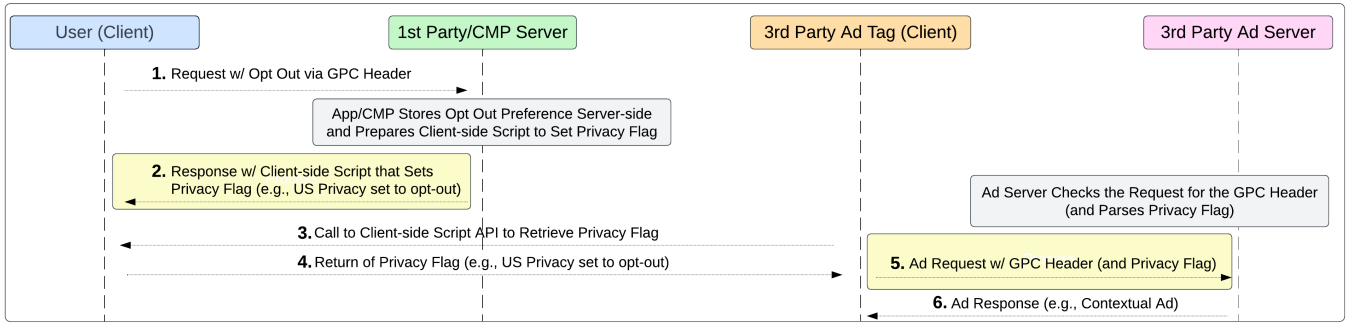 User (Client)
1st Party/CMP Server
3rd Party Ad Tag (Client)
3rd Party Ad Server
1. Request w/ Opt Out via GPC Header
App/CMP Stores Opt Out Preference Server-side
and Prepares Client-side Script to Set Privacy Flag
2. Response w/ Client-side Script that Sets
Privacy Flag (e.g., US Privacy set to opt-out)
Ad Server Checks the Request for the GPC Header
(and Parses Privacy Flag)
3. Call to Client-side Script API to Retrieve Privacy Flag
4. Return of Privacy Flag (e.g., US Privacy set to opt-out)
5. Ad Request w/ GPC Header (and Privacy Flag)
6. Ad Response (e.g., Contextual Ad)